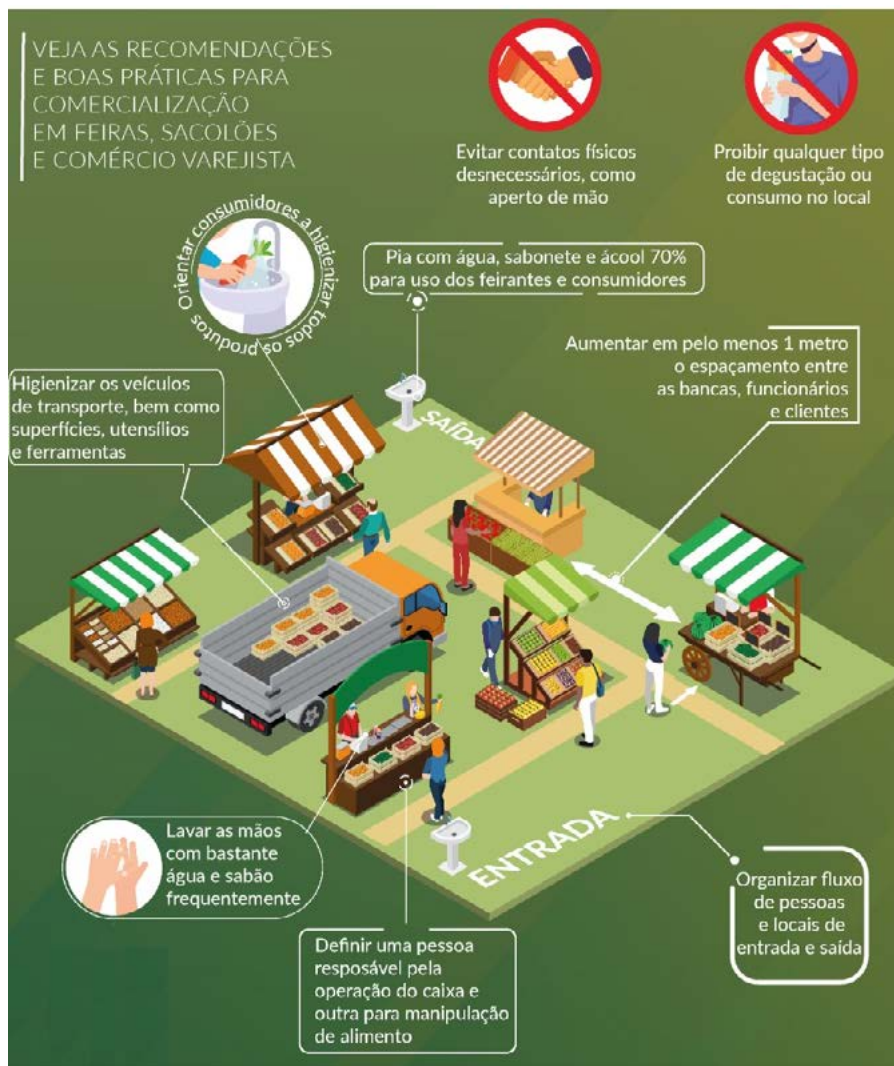 VEJA AS RECOMENDAÇÕES
E BOAS PRÁTICAS PARA
COMERCIALIZAÇÃO
EM FEIRAS, SACOLÕES
E COMÉRCIO VAREJISTA
Evitar contatos físicos
desnecessários, como
aperto de mão
Proibir qualquer tipo
de degustação ou
consumo no local
Orientar consumidores a higienizar todos os produtos
Pia com água, sabonete e ácool 70%
para uso dos feirantes e consumidores
Aumentar em pelo menos 1 metro
o espaçamento entre
as bancas, funcionários
e clientes
Higienizar os veículos
de transporte, bem como
superfícies, utensílios
e ferramentas
SAÍDA
ENTRADA
Lavar as mãos
com bastante
água e sabão
frequentemente
Organizar fluxo
de pessoas
e locais de
entrada e saída
Definir uma pessoa
resposável pela
operação do caixa e
outra para manipulação
de alimento